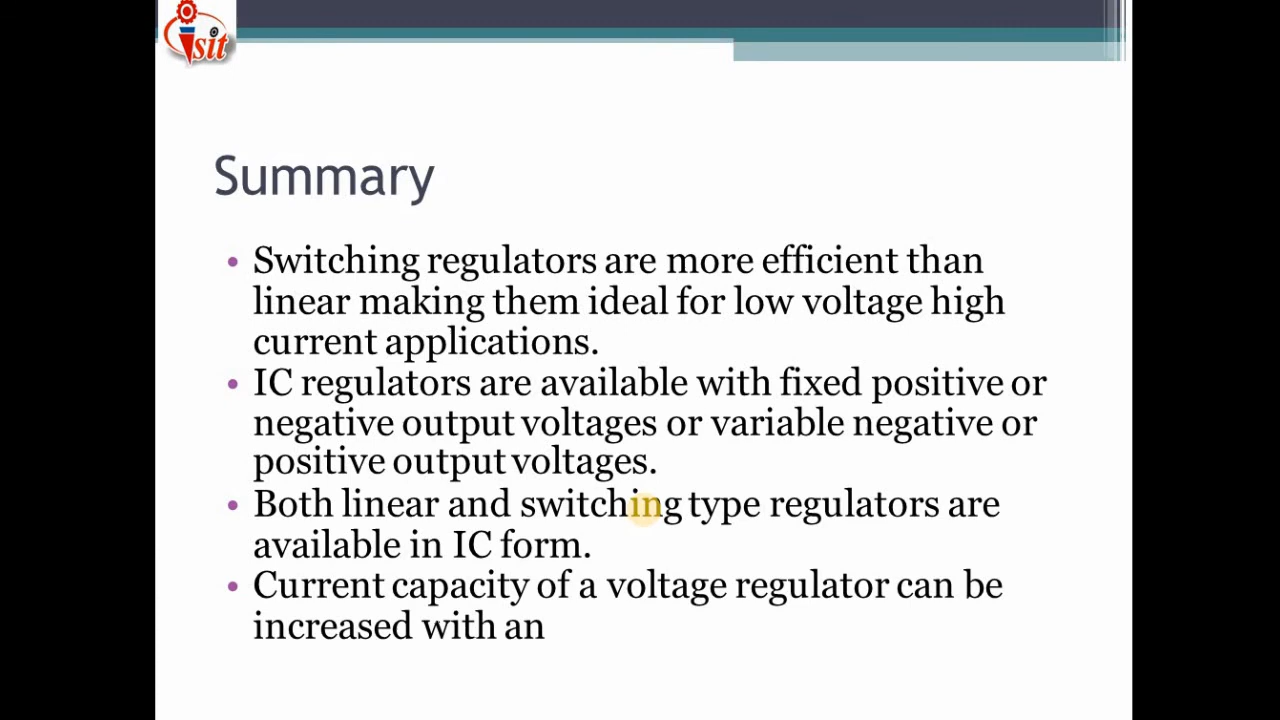 sit
Summary
• Switching regulators are more efficient than
linear making them ideal for low voltage high
current applications.
• IC regulators are available with fixed positive or
negative output voltages or variable negative or
positive output voltages.
• Both linear and switching type regulators are
available in IC form.
• Current capacity of a voltage regulator can be
increased with an